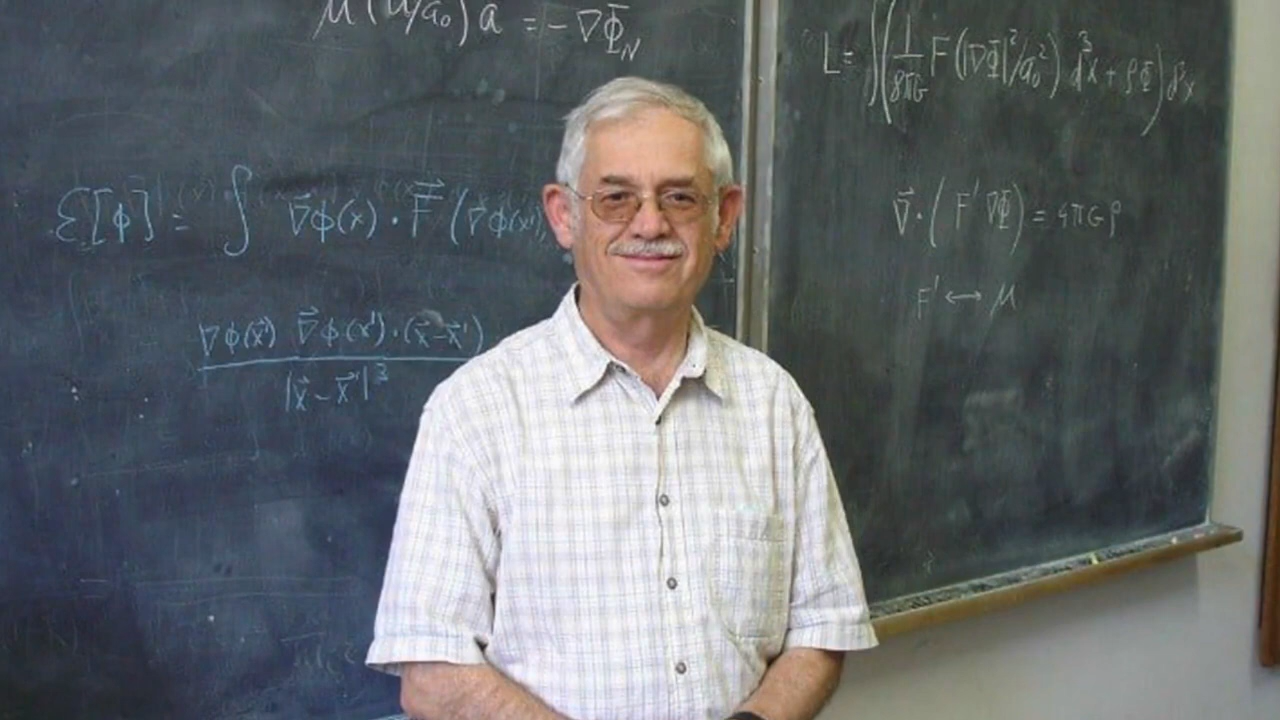 μ(a/a₀) a = -∇Φ_N
ε[φ] = ∫ ∇⃗φ(x) · F⃗ (∇φ(x),
∇φ(x⃗) ∇⃗φ(x') · (x⃗-x⃗')
|x⃗-x⃗'|³
L = ∫(1/8πG F(|∇Φ|²/a₀²) d³x + ρΦ) d³x
∇⃗·(F' ∇Φ) = 4πGρ
F' ↔ μ